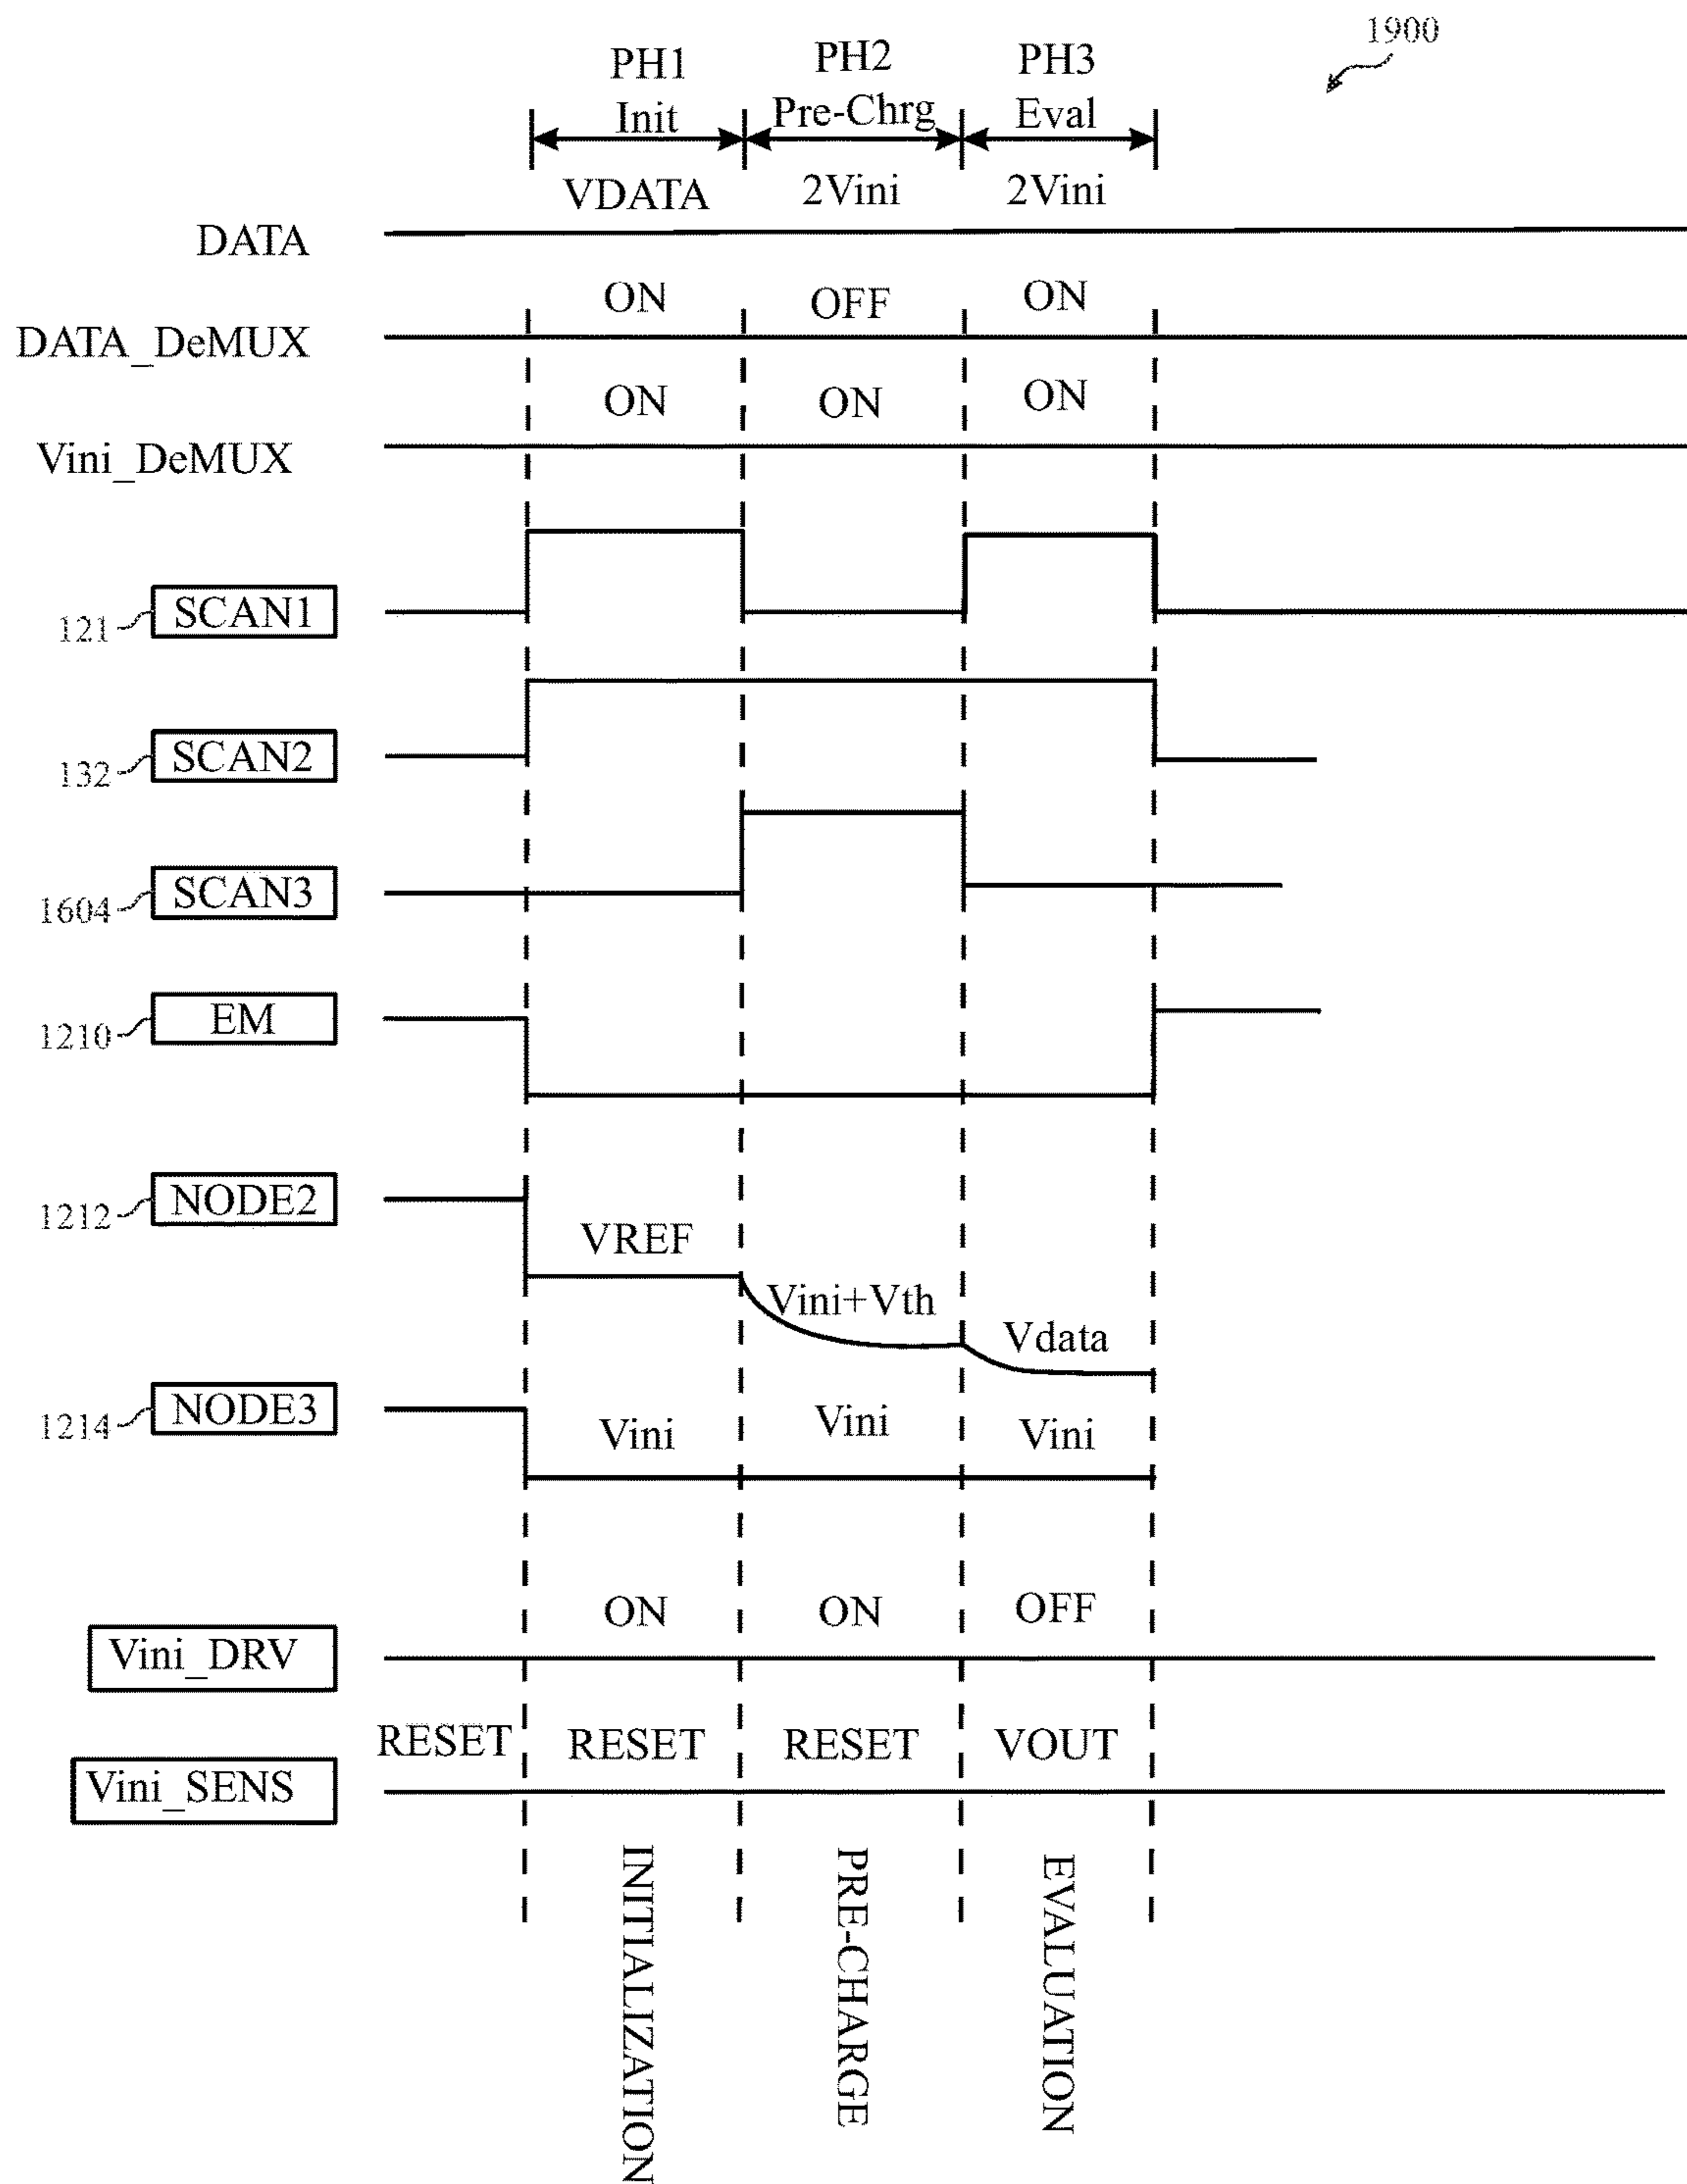 1900
PH1 PH2 PH3
Init Pre-Chrg Eval
VDATA 2Vini 2Vini
DATA
ON OFF ON
DATA_DeMUX
ON ON ON
Vini_DeMUX
121 SCAN1
132 SCAN2
1604 SCAN3
1210 EM
1212 NODE2
VREF
Vini+Vth
Vdata
1214 NODE3
Vini Vini Vini
ON ON OFF
Vini_DRV
RESET RESET RESET VOUT
Vini_SENS
INITIALIZATION
PRE-CHARGE
EVALUATION